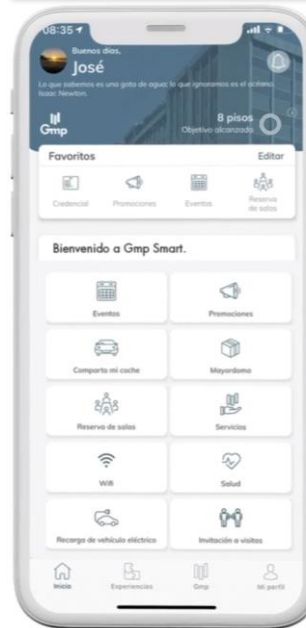 08:35
Buenos días,
José
Lo que sabemos es una gota de agua; lo que ignoramos es el océano.
Isaac Newton.
Gmp
8 pisos
Objetivo alcanzado
Favoritos
Editar
Credencial
Promociones
Eventos
Reserva
de salas
Bienvenido a Gmp Smart.
Eventos
Promociones
Comparto mi coche
Mayordomo
Reserva de salas
Servicios
Wifi
Salud
Recarga de vehículo eléctrico
Invitación a visitas
Inicio
Experiencias
Gmp
Mi perfil